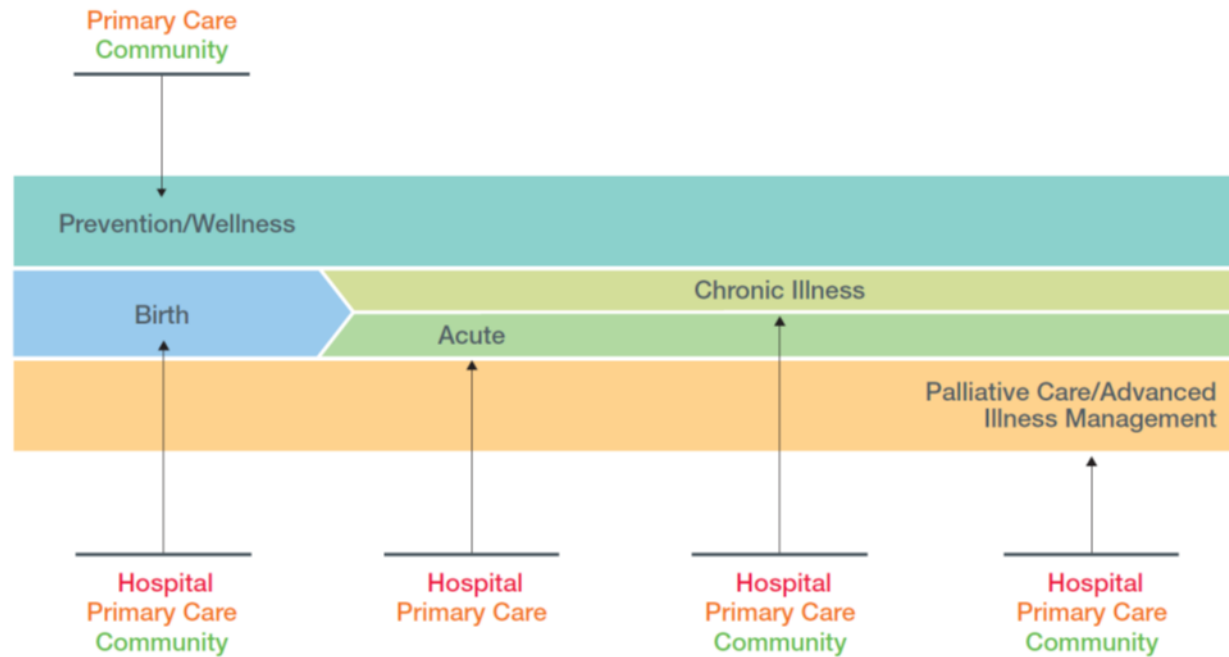 Primary Care
Community
Prevention/Wellness
Chronic Illness
Birth
Acute
Palliative Care/Advanced
Illness Management
Hospital
Primary Care
Community
Hospital
Primary Care
Hospital
Primary Care
Community
Hospital
Primary Care
Community